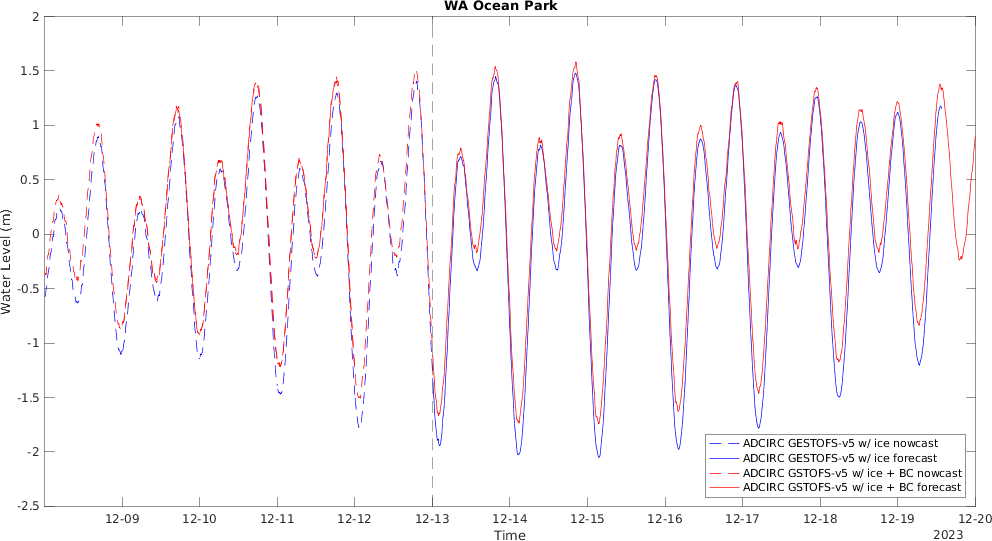 WA Ocean Park
2
1.5
1
0.5
0
-0.5
-1
-1.5
-2
-2.5
Water Level (m)
12-09 12-10 12-11 12-12 12-13 12-14 12-15 12-16 12-17 12-18 12-19 12-20
Time
2023
ADCIRC GESTOFS-v5 w/ ice nowcast
ADCIRC GESTOFS-v5 w/ ice forecast
ADCIRC GSTOFS-v5 w/ ice + BC nowcast
ADCIRC GSTOFS-v5 w/ ice + BC forecast